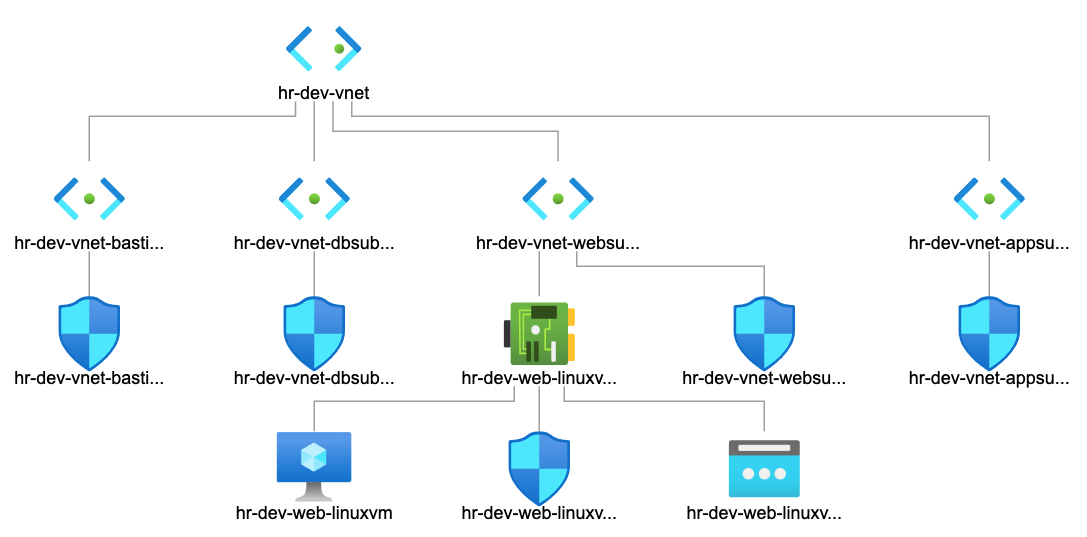 hr-dev-vnet
hr-dev-vnet-basti...
hr-dev-vnet-dbsub...
hr-dev-vnet-websu...
hr-dev-vnet-appsu...
hr-dev-vnet-basti...
hr-dev-vnet-dbsub...
hr-dev-web-linuxv...
hr-dev-vnet-websu...
hr-dev-vnet-appsu...
hr-dev-web-linuxvm
hr-dev-web-linuxv...
hr-dev-web-linuxv...